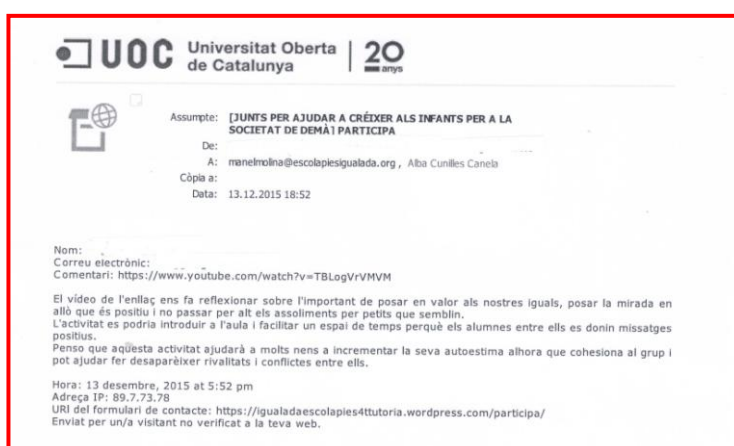 UOC Universitat Oberta de Catalunya 20 anys
Assumpte: [JUNTS PER AJUDAR A CRÉIXER ALS INFANTS PER A LA
SOCIETAT DE DEMÀ] PARTICIPA
De:
A: manelmolina@escolapiesigualada.org , Alba Cunilles Canela
Còpia a:
Data: 13.12.2015 18:52
Nom:
Correu electrònic:
Comentari: https://www.youtube.com/watch?v=TBLogVrVMVM
El vídeo de l'enllaç ens fa reflexionar sobre l'important de posar en valor als nostres iguals, posar la mirada en
allò que és positiu i no passar per alt els assoliments per petits que semblin.
L'activitat es podria introduir a l'aula i facilitar un espai de temps perquè els alumnes entre ells es donin missatges
positius.
Penso que aquesta activitat ajudarà a molts nens a incrementar la seva autoestima alhora que cohesiona al grup i
pot ajudar fer desaparèixer rivalitats i conflictes entre ells.
Hora: 13 desembre, 2015 at 5:52 pm
Adreça IP: 89.7.73.78
URI del formulari de contacte: https://igualadaescolapies4ttutoria.wordpress.com/participa/
Enviat per un/a visitant no verificat a la teva web.